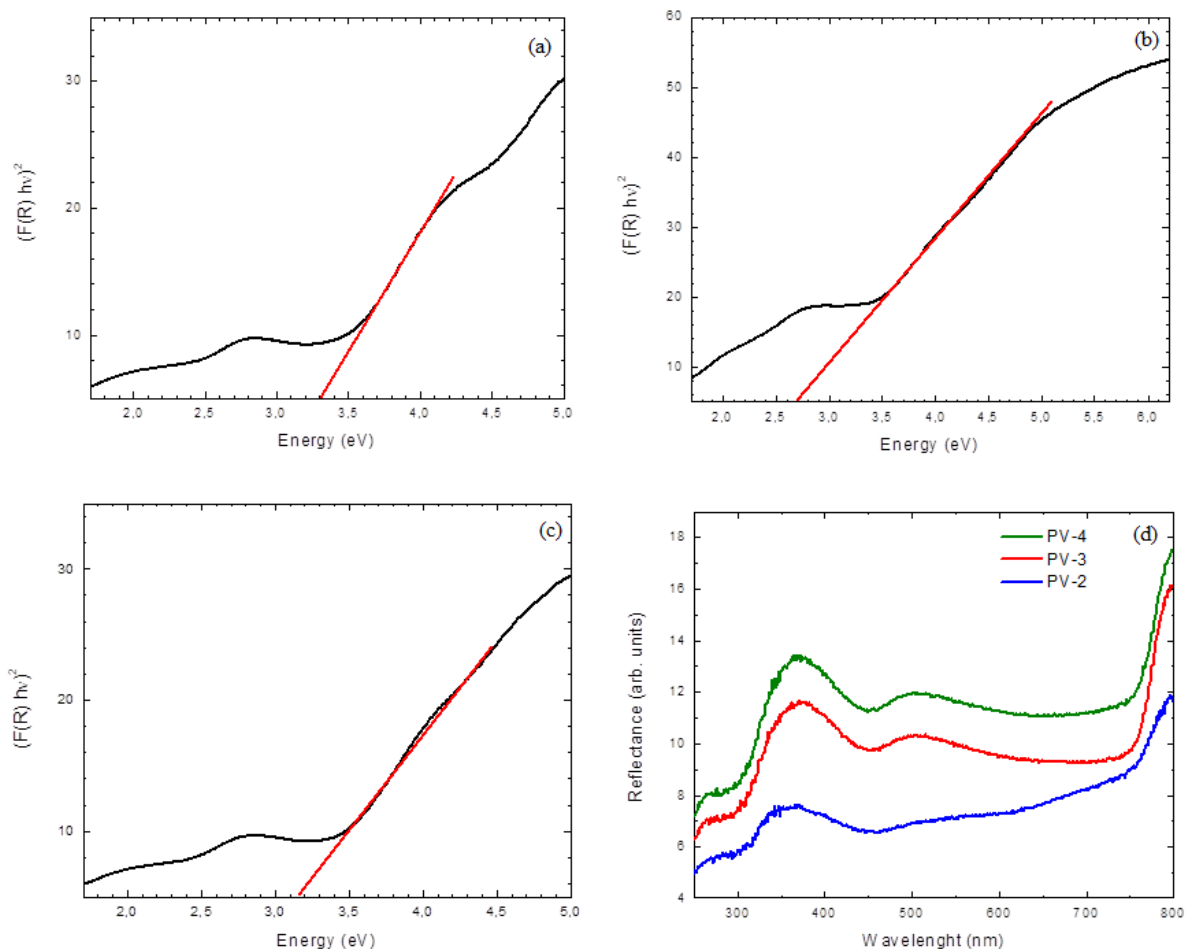 (a)
(F(R) hν)²
30
20
10
2,0 2,5 3,0 3,5 4,0 4,5 5,0
Energy (eV)
(b)
(F(R) hν)²
60
50
40
30
20
10
2,0 2,5 3,0 3,5 4,0 4,5 5,0 5,5 6,0
Energy (eV)
(c)
(F(R) hν)²
30
20
10
2,0 2,5 3,0 3,5 4,0 4,5 5,0
Energy (eV)
(d)
PV-4
PV-3
PV-2
Reflectance (arb. units)
18
16
14
12
10
8
6
4
300 400 500 600 700 800
Wavelenght (nm)